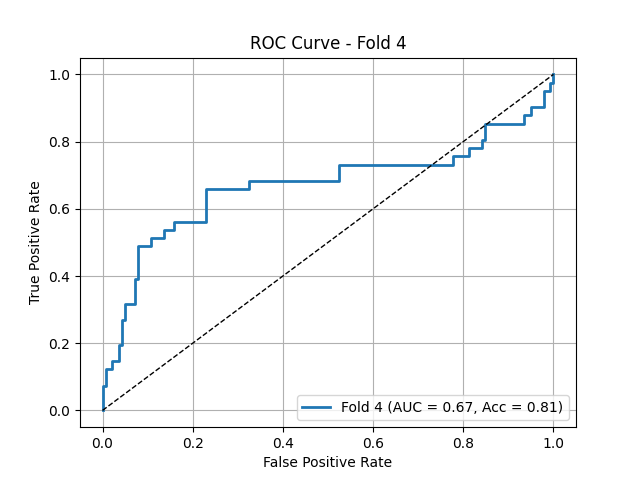 ROC Curve - Fold 4
1.0
0.8
0.6
0.4
0.2
0.0
True Positive Rate
Fold 4 (AUC = 0.67, Acc = 0.81)
0.0 0.2 0.4 0.6 0.8 1.0
False Positive Rate